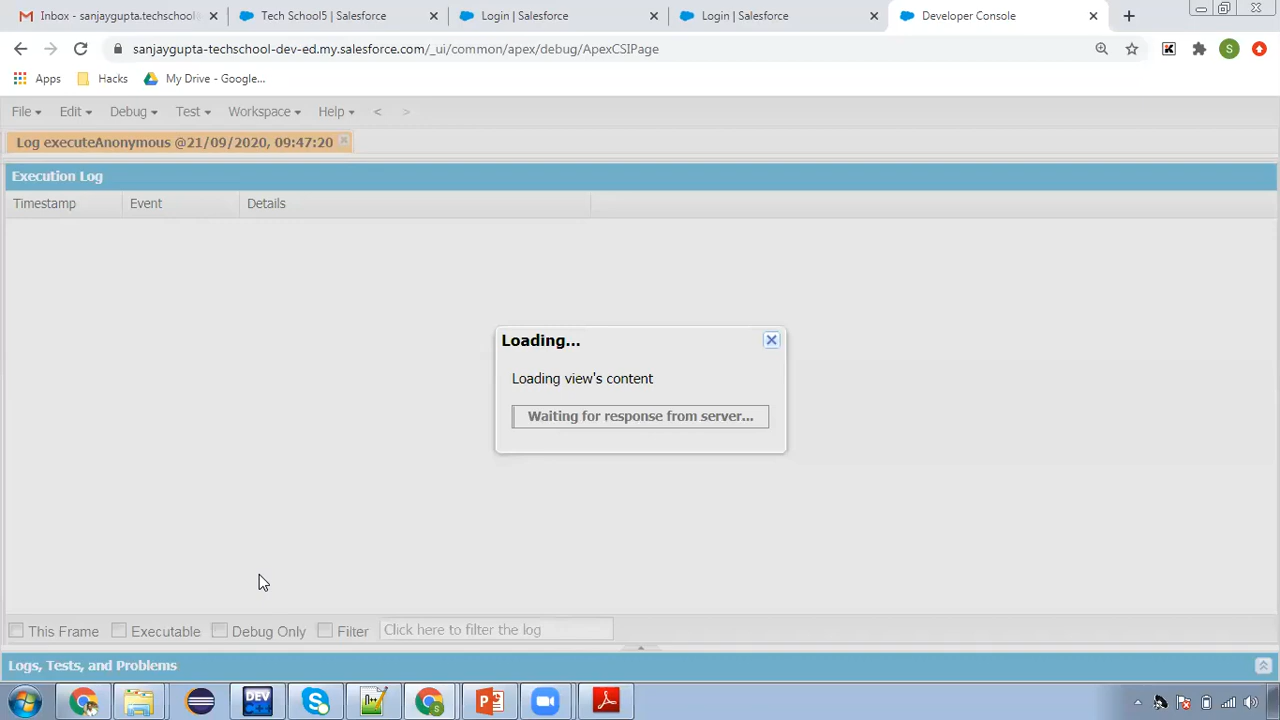 Inbox - sanjaygupta.techschool
Tech School5 | Salesforce
Login | Salesforce
Login | Salesforce
Developer Console
sanjaygupta-techschool-dev-ed.my.salesforce.com/_ui/common/apex/debug/ApexCSIPage
K
S
Apps
Hacks
My Drive - Google...
File
Edit
Debug
Test
Workspace
Help
<
>
Log executeAnonymous @21/09/2020, 09:47:20
Execution Log
Timestamp
Event
Details
Loading...
Loading view's content
Waiting for response from server...
This Frame
Executable
Debug Only
Filter
Click here to filter the log
Logs, Tests, and Problems
DEV
C++
S